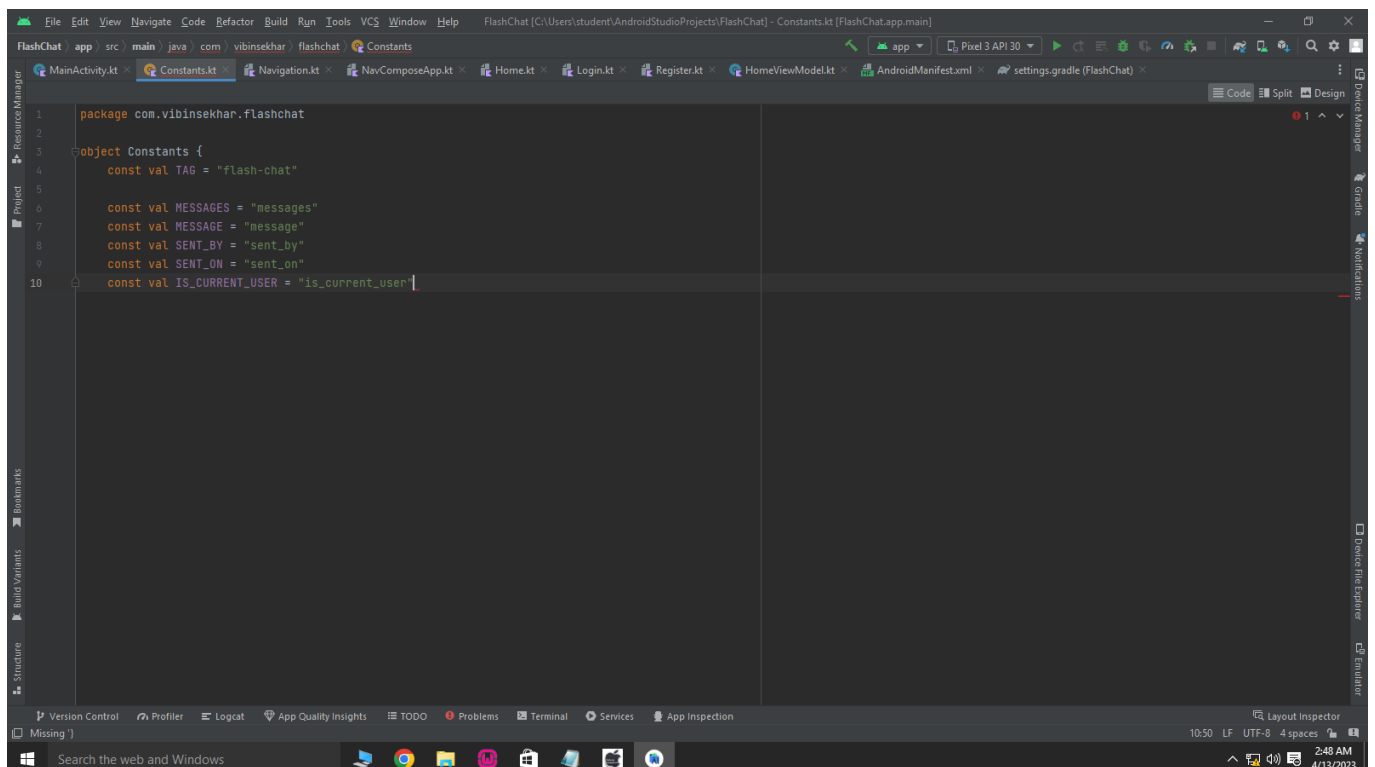 File Edit View Navigate Code Refactor Build Run Tools VCS Window Help FlashChat [C:\Users\student\AndroidStudioProjects\FlashChat] - Constants.kt [FlashChat.app.main]
FlashChat app src main java com vibinsekhar flashchat Constants app Pixel 3 API 30
MainActivity.kt Constants.kt Navigation.kt NavComposeApp.kt Home.kt Login.kt Register.kt HomeViewModel.kt AndroidManifest.xml settings.gradle (FlashChat)
Code Split Design
1 package com.vibinsekhar.flashchat 1
2
3 object Constants {
4 const val TAG = "flash-chat"
5
6 const val MESSAGES = "messages"
7 const val MESSAGE = "message"
8 const val SENT_BY = "sent_by"
9 const val SENT_ON = "sent_on"
10 const val IS_CURRENT_USER = "is_current_user"
Resource Manager
Project
Bookmarks
Build Variants
Structure
Device Manager
Gradle
Notifications
Device File Explorer
Emulator
Version Control Profiler Logcat App Quality Insights TODO Problems Terminal Services App Inspection Layout Inspector
Missing '} 10:50 LF UTF-8 4 spaces
Search the web and Windows 2:48 AM
4/13/2023